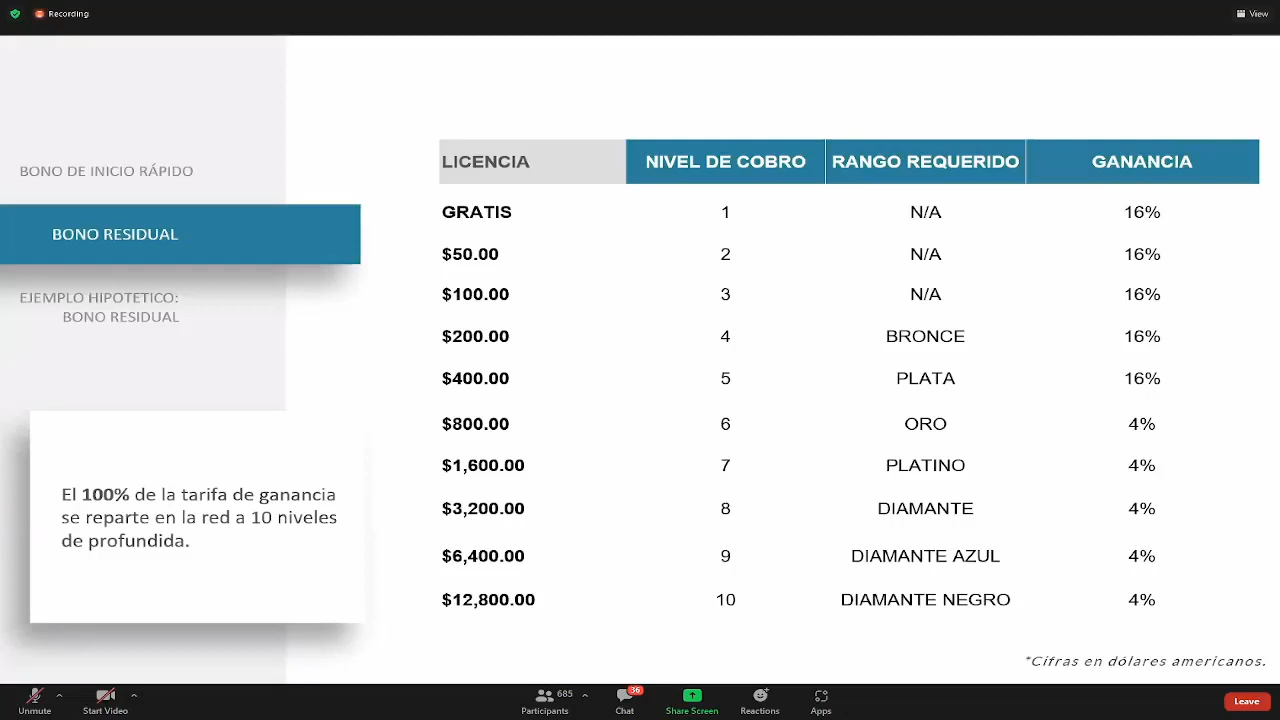 Recording
View
BONO DE INICIO RÁPIDO
BONO RESIDUAL
EJEMPLO HIPOTETICO:
BONO RESIDUAL
El 100% de la tarifa de ganancia
se reparte en la red a 10 niveles
de profundida.
LICENCIA NIVEL DE COBRO RANGO REQUERIDO GANANCIA
GRATIS 1 N/A 16%
$50.00 2 N/A 16%
$100.00 3 N/A 16%
$200.00 4 BRONCE 16%
$400.00 5 PLATA 16%
$800.00 6 ORO 4%
$1,600.00 7 PLATINO 4%
$3,200.00 8 DIAMANTE 4%
$6,400.00 9 DIAMANTE AZUL 4%
$12,800.00 10 DIAMANTE NEGRO 4%
*Cifras en dólares americanos.
Unmute Start Video Participants 685 Chat 36 Share Screen Reactions Apps Leave